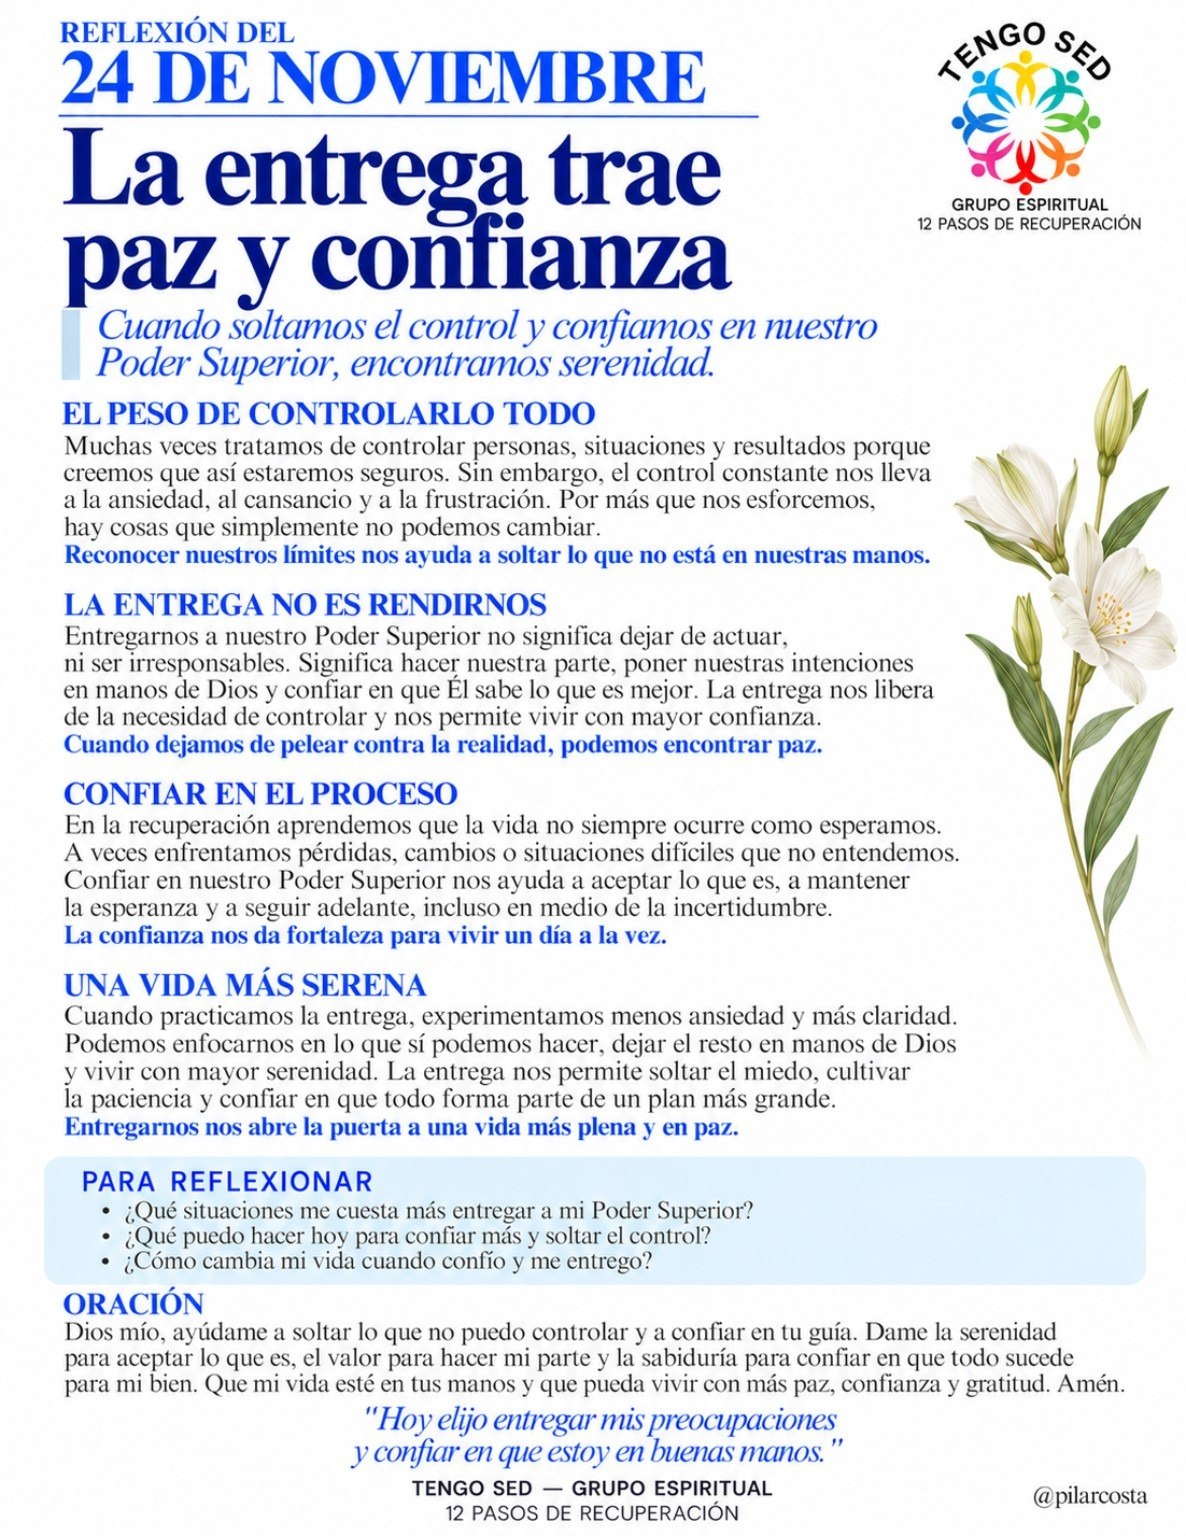 REFLEXIÓN DEL
24 DE NOVIEMBRE
TENGO SED
GRUPO ESPIRITUAL
12 PASOS DE RECUPERACIÓN
La entrega trae
paz y confianza
Cuando soltamos el control y confiamos en nuestro
Poder Superior, encontramos serenidad.
EL PESO DE CONTROLARLO TODO
Muchas veces tratamos de controlar personas, situaciones y resultados porque
creemos que así estaremos seguros. Sin embargo, el control constante nos lleva
a la ansiedad, al cansancio y a la frustración. Por más que nos esforcemos,
hay cosas que simplemente no podemos cambiar.
Reconocer nuestros límites nos ayuda a soltar lo que no está en nuestras manos.
LA ENTREGA NO ES RENDIRNOS
Entregarnos a nuestro Poder Superior no significa dejar de actuar,
ni ser irresponsables. Significa hacer nuestra parte, poner nuestras intenciones
en manos de Dios y confiar en que Él sabe lo que es mejor. La entrega nos libera
de la necesidad de controlar y nos permite vivir con mayor confianza.
Cuando dejamos de pelear contra la realidad, podemos encontrar paz.
CONFIAR EN EL PROCESO
En la recuperación aprendemos que la vida no siempre ocurre como esperamos.
A veces enfrentamos pérdidas, cambios o situaciones difíciles que no entendemos.
Confiar en nuestro Poder Superior nos ayuda a aceptar lo que es, a mantener
la esperanza y a seguir adelante, incluso en medio de la incertidumbre.
La confianza nos da fortaleza para vivir un día a la vez.
UNA VIDA MÁS SERENA
Cuando practicamos la entrega, experimentamos menos ansiedad y más claridad.
Podemos enfocarnos en lo que sí podemos hacer, dejar el resto en manos de Dios
y vivir con mayor serenidad. La entrega nos permite soltar el miedo, cultivar
la paciencia y confiar en que todo forma parte de un plan más grande.
Entregarnos nos abre la puerta a una vida más plena y en paz.
PARA REFLEXIONAR
• ¿Qué situaciones me cuesta más entregar a mi Poder Superior?
• ¿Qué puedo hacer hoy para confiar más y soltar el control?
• ¿Cómo cambia mi vida cuando confío y me entrego?
ORACIÓN
Dios mío, ayúdame a soltar lo que no puedo controlar y a confiar en tu guía. Dame la serenidad
para aceptar lo que es, el valor para hacer mi parte y la sabiduría para confiar en que todo sucede
para mi bien. Que mi vida esté en tus manos y que pueda vivir con más paz, confianza y gratitud. Amén.
"Hoy elijo entregar mis preocupaciones
y confiar en que estoy en buenas manos."
TENGO SED — GRUPO ESPIRITUAL
12 PASOS DE RECUPERACIÓN
@pilarcosta